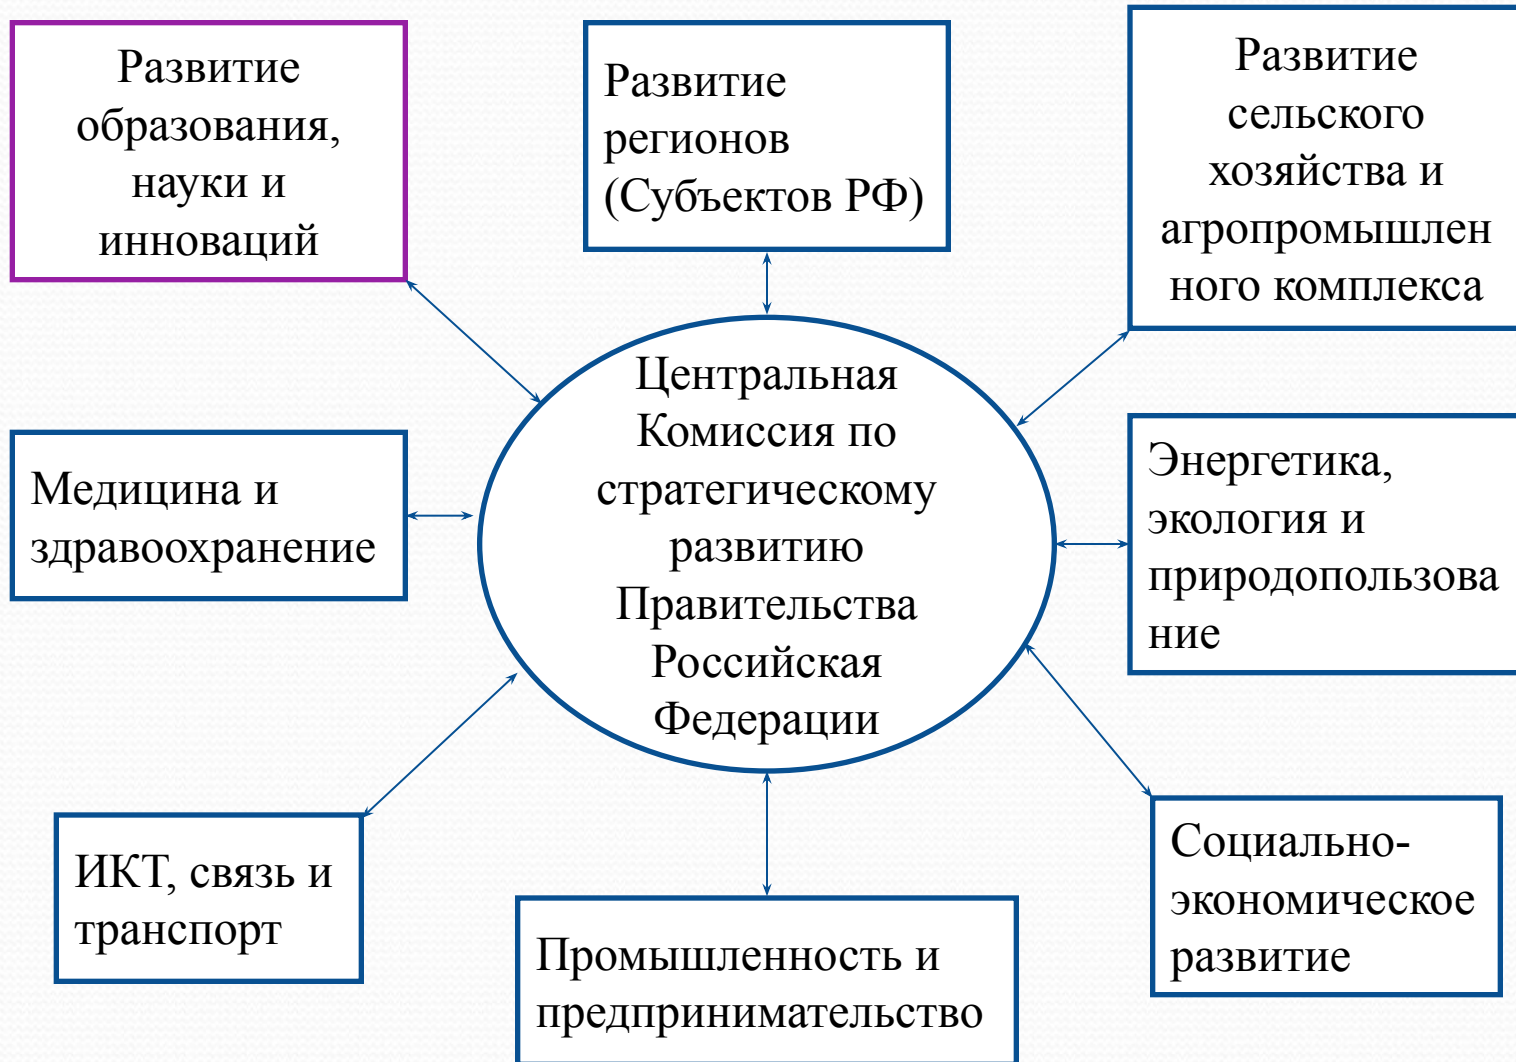 Развитие
образования,
науки и
инноваций
Развитие
регионов
(Субъектов РФ)
Развитие
сельского
хозяйства и
агропромышлен
ного комплекса
Центральная
Комиссия по
стратегическому
развитию
Правительства
Российская
Федерации
Медицина и
здравоохранение
Энергетика,
экология и
природопользова
ние
ИКТ, связь и
транспорт
Промышленность и
предпринимательство
Социально-
экономическое
развитие